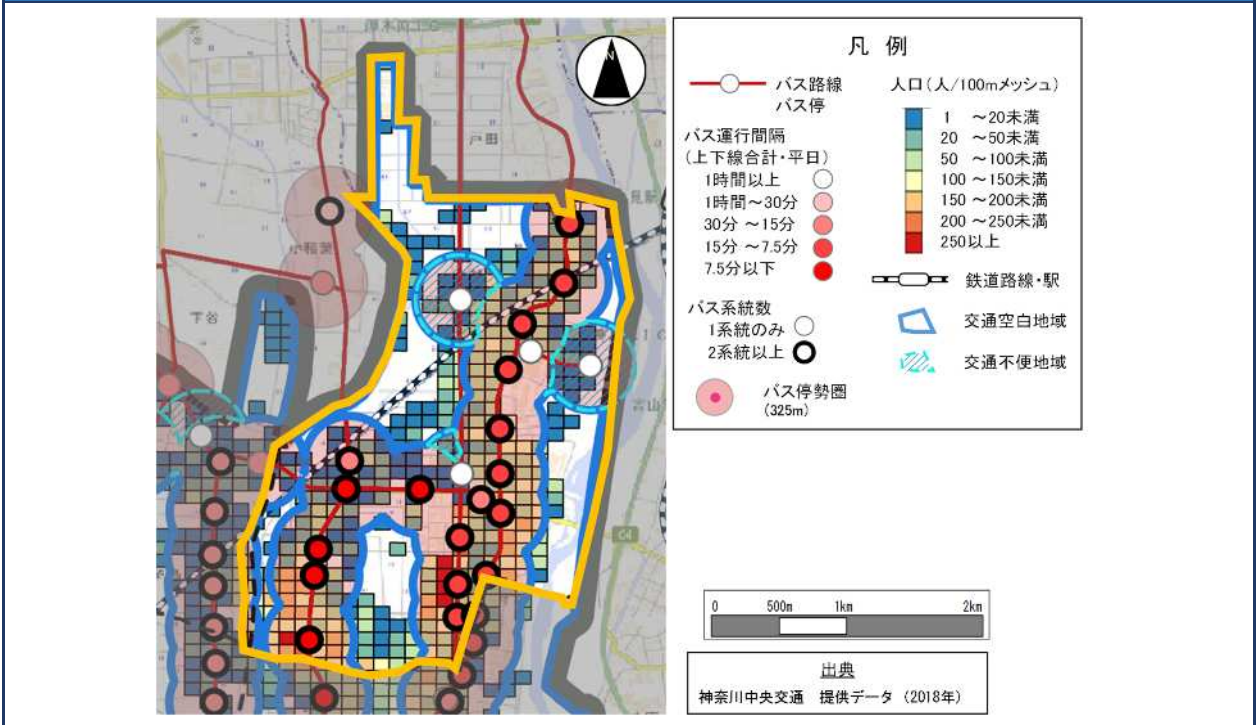 戸田
小稲葉
下谷
C4
N
凡 例
バス路線
バス停
バス運行間隔
(上下線合計・平日)
1時間以上
1時間～30分
30分 ～15分
15分 ～7.5分
7.5分以下
バス系統数
1系統のみ
2系統以上
バス停勢圏
(325m)
人口(人/100mメッシュ)
1 ～20未満
20 ～50未満
50 ～100未満
100 ～150未満
150 ～200未満
200 ～250未満
250以上
鉄道路線・駅
交通空白地域
交通不便地域
0 500m 1km 2km
出典
神奈川中央交通 提供データ (2018年)